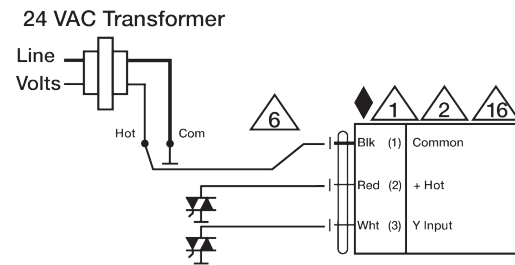 24 VAC Transformer
Line
Volts
Hot Com
6
1 2 16
Blk (1) Common
Red (2) + Hot
Wht (3) Y Input